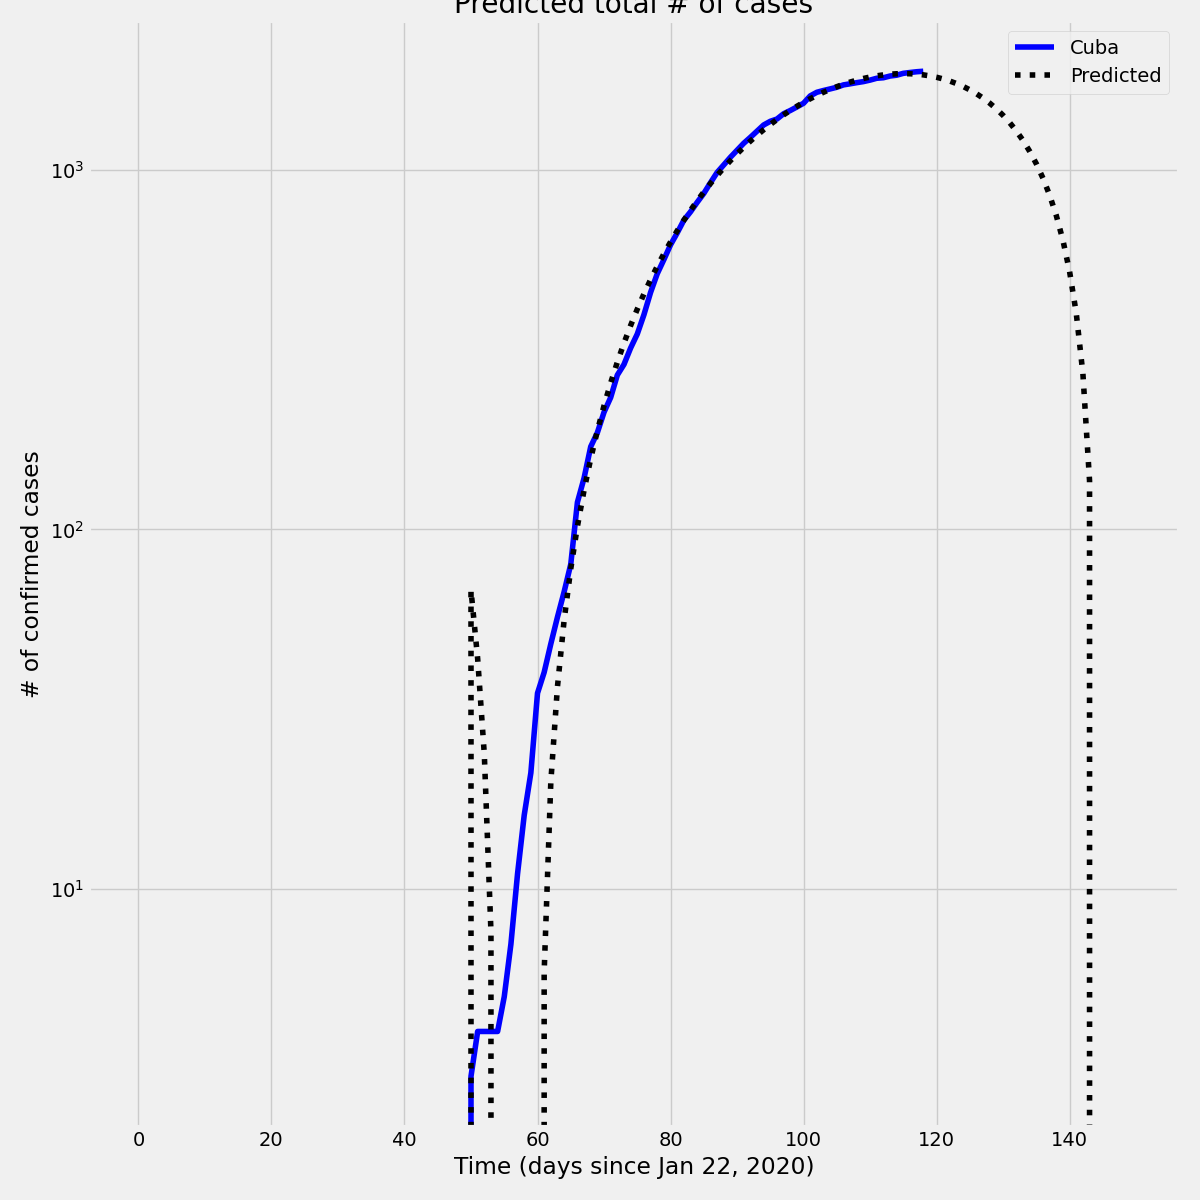 Predicted total # of cases
Cuba
Predicted
# of confirmed cases
10³
10²
10¹
0 20 40 60 80 100 120 140
Time (days since Jan 22, 2020)